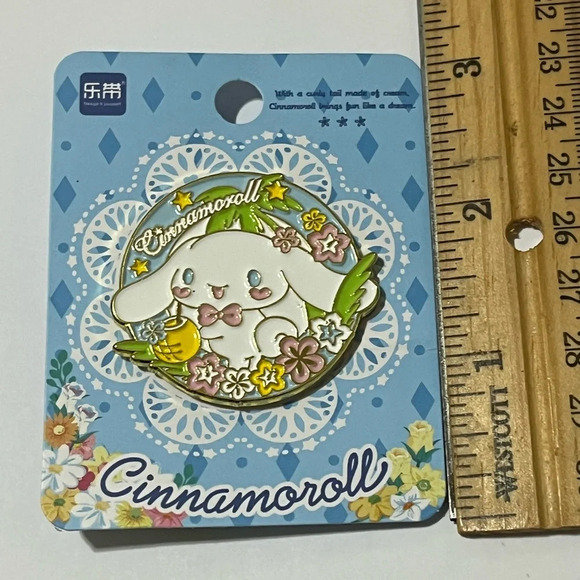 乐带
With a curly tail made of cream,
Cinnamoroll brings fun like a dream.
Cinnamoroll
Cinnamoroll
3
2
1
WESTCOTT
22
23
24
25
26
27
28